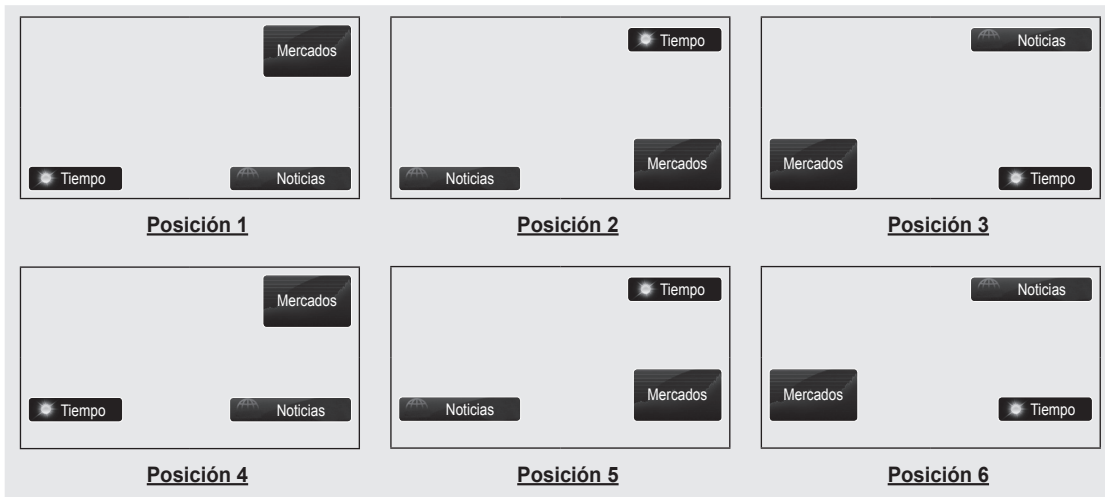 Mercados
Tiempo
Noticias
Posición 1
Tiempo
Noticias
Mercados
Posición 2
Noticias
Mercados
Tiempo
Posición 3
Mercados
Tiempo
Noticias
Posición 4
Tiempo
Mercados
Noticias
Posición 5
Noticias
Mercados
Tiempo
Posición 6